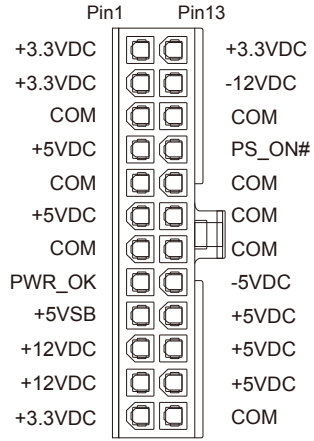 Pin1 Pin13
+3.3VDC +3.3VDC
+3.3VDC -12VDC
COM COM
+5VDC PS_ON#
COM COM
+5VDC COM
COM COM
PWR_OK -5VDC
+5VSB +5VDC
+12VDC +5VDC
+12VDC +5VDC
+3.3VDC COM